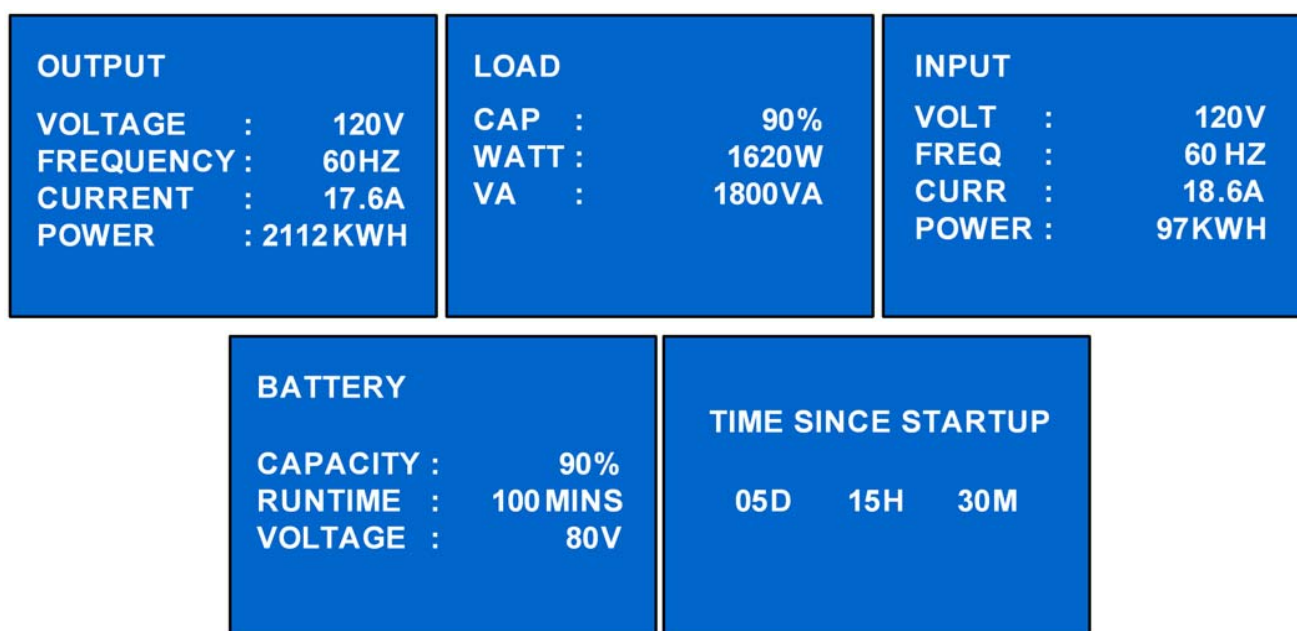 OUTPUT
VOLTAGE : 120V
FREQUENCY : 60HZ
CURRENT : 17.6A
POWER : 2112KWH
LOAD
CAP : 90%
WATT : 1620W
VA : 1800VA
INPUT
VOLT : 120V
FREQ : 60 HZ
CURR : 18.6A
POWER : 97KWH
BATTERY
CAPACITY : 90%
RUNTIME : 100 MINS
VOLTAGE : 80V
TIME SINCE STARTUP
05D 15H 30M